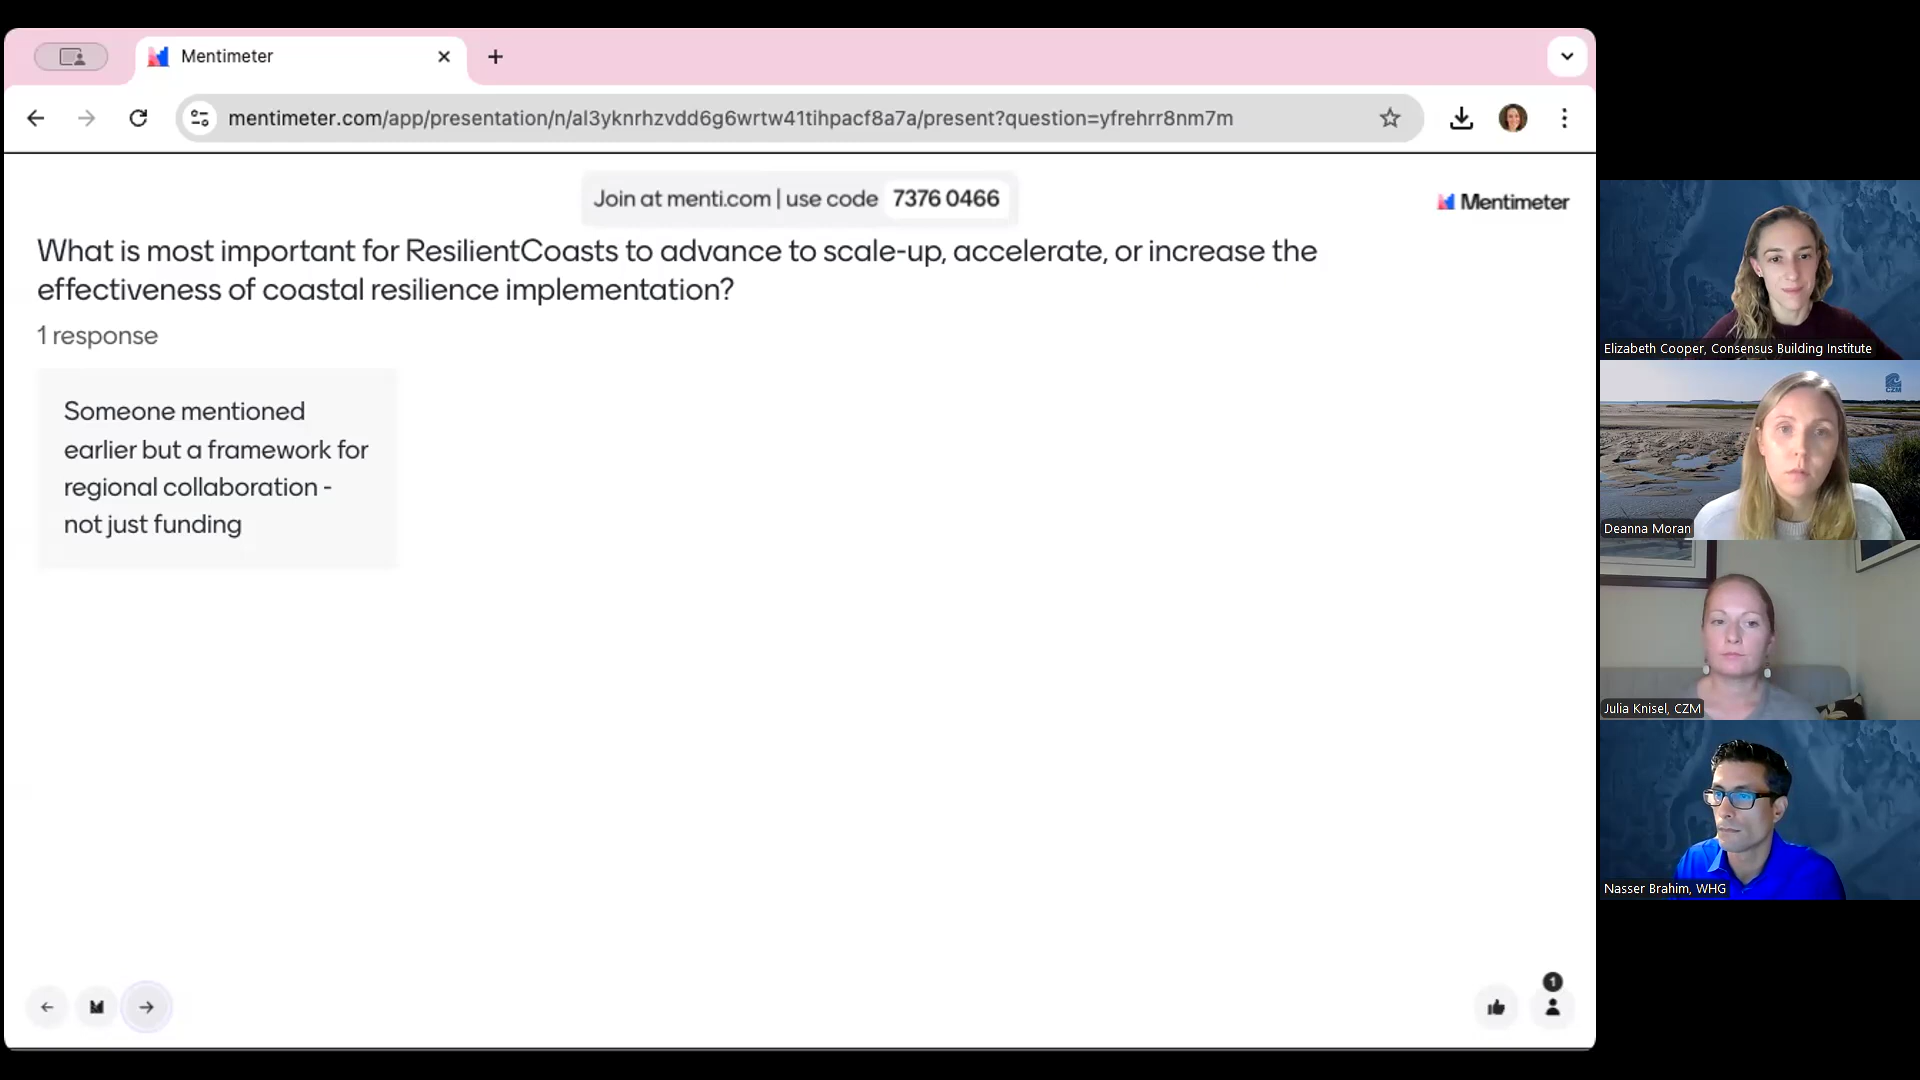 Mentimeter
mentimeter.com/app/presentation/n/al3yknrhzvdd6g6wrtw41tihpacf8a7a/present?question=yfrehrr8nm7m
Join at menti.com | use code 7376 0466
Mentimeter
What is most important for ResilientCoasts to advance to scale-up, accelerate, or increase the
effectiveness of coastal resilience implementation?
1 response
Someone mentioned
earlier but a framework for
regional collaboration -
not just funding
1
Elizabeth Cooper, Consensus Building Institute
CZM
Deanna Moran
Julia Knisel, CZM
Nasser Brahim, WHG